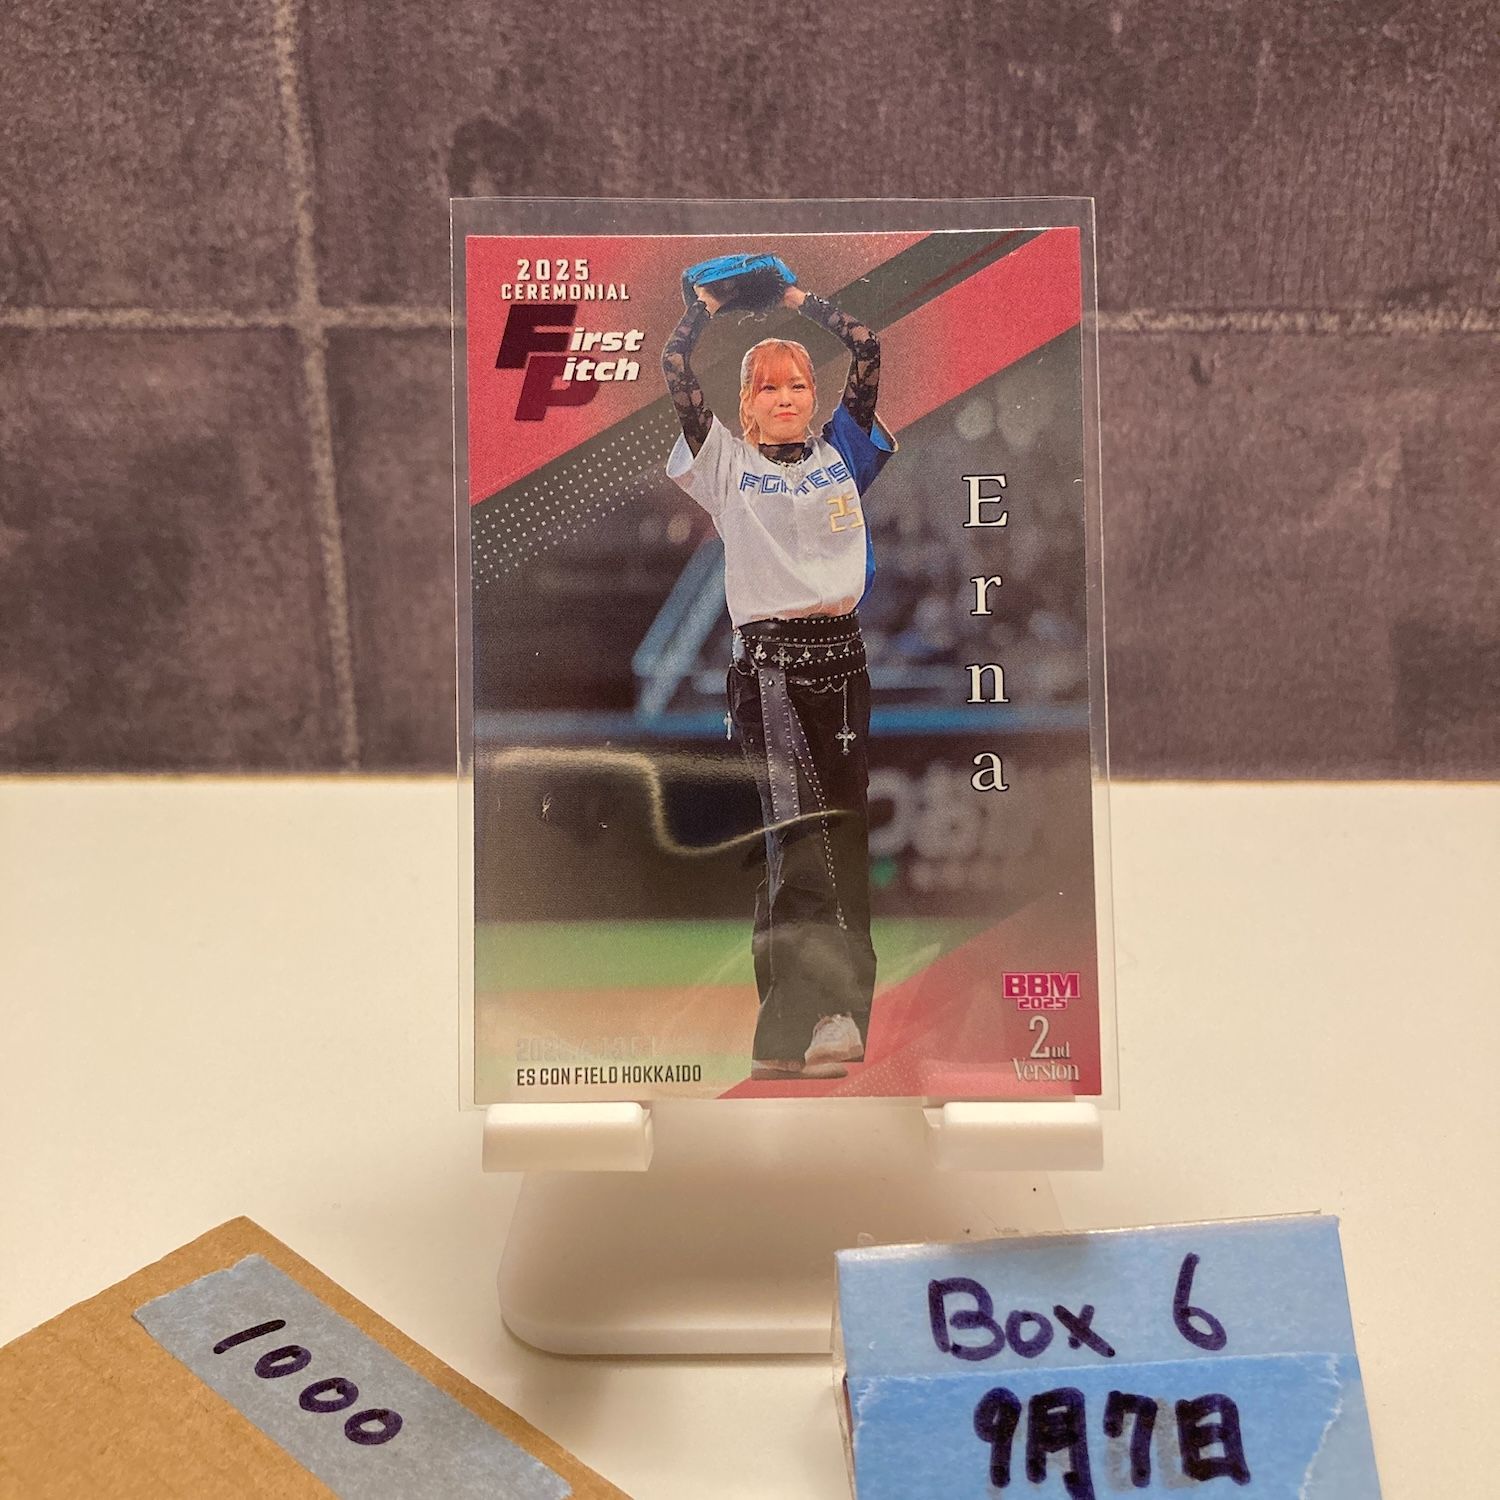 2025
CEREMONIAL
First
Pitch
FIGHTERS
25
Erna
BBM
2025
2nd
Version
ES CON FIELD HOKKAIDO
1000
Box 6
9月7日